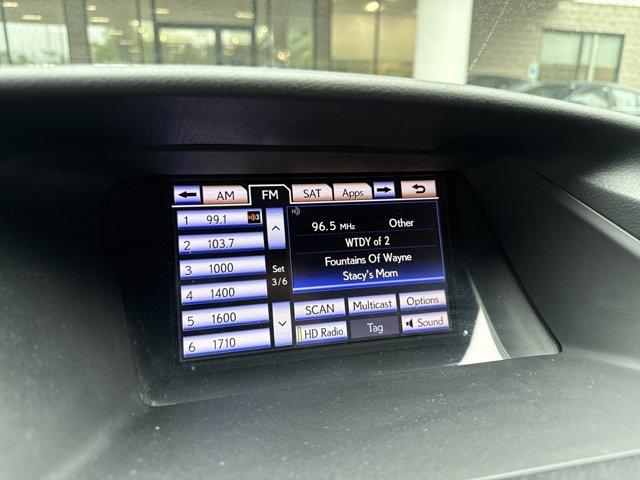 AM FM SAT Apps
1 99.1 HD3
2 103.7
3 1000
4 1400
5 1600
6 1710
Set
3/6
HD
96.5 MHz Other
WTDY of 2
Fountains Of Wayne
Stacy's Mom
SCAN Multicast Options
HD Radio Tag Sound